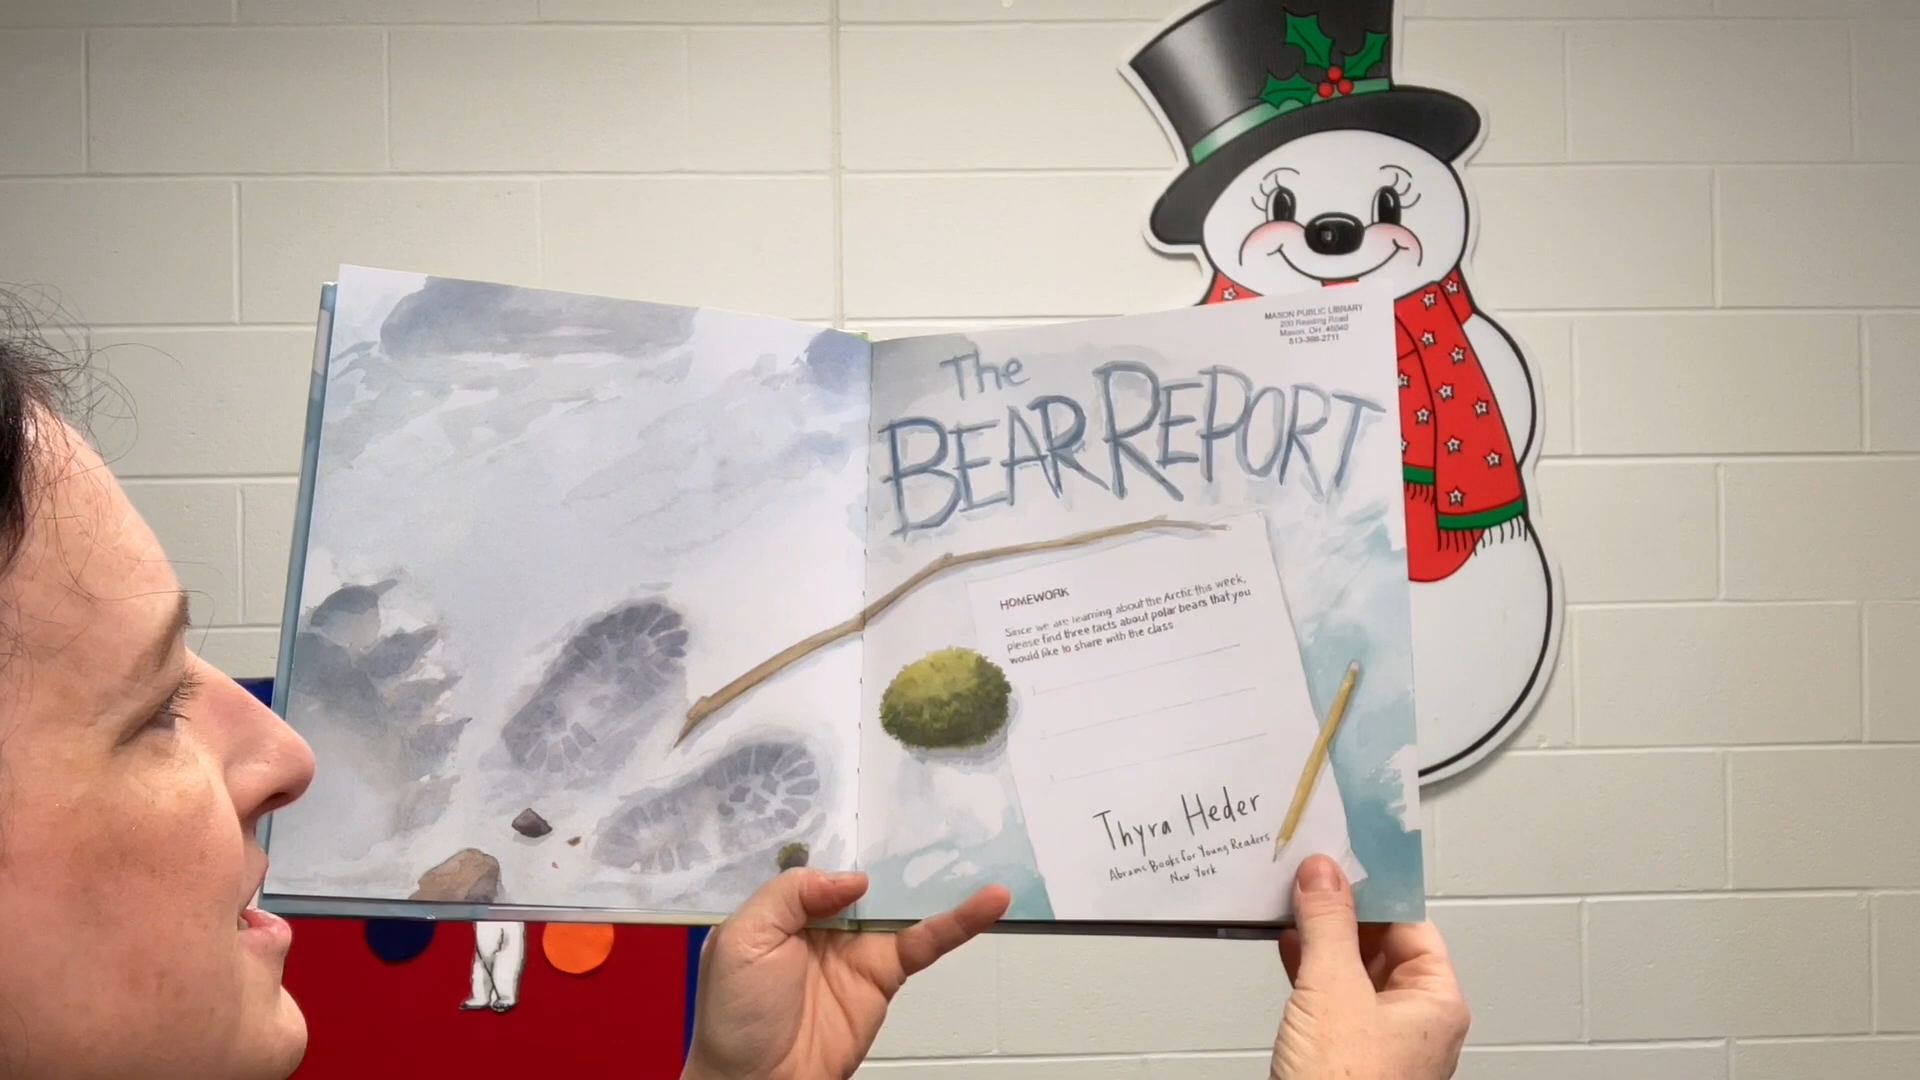 MASON PUBLIC LIBRARY
200 Reading Road
Mason, OH 45040
513-398-2711
The
BEAR REPORT
HOMEWORK
Since we are learning about the Arctic this week,
please find three facts about polar bears that you
would like to share with the class.
Thyra Heder
Abrams Books for Young Readers
New York